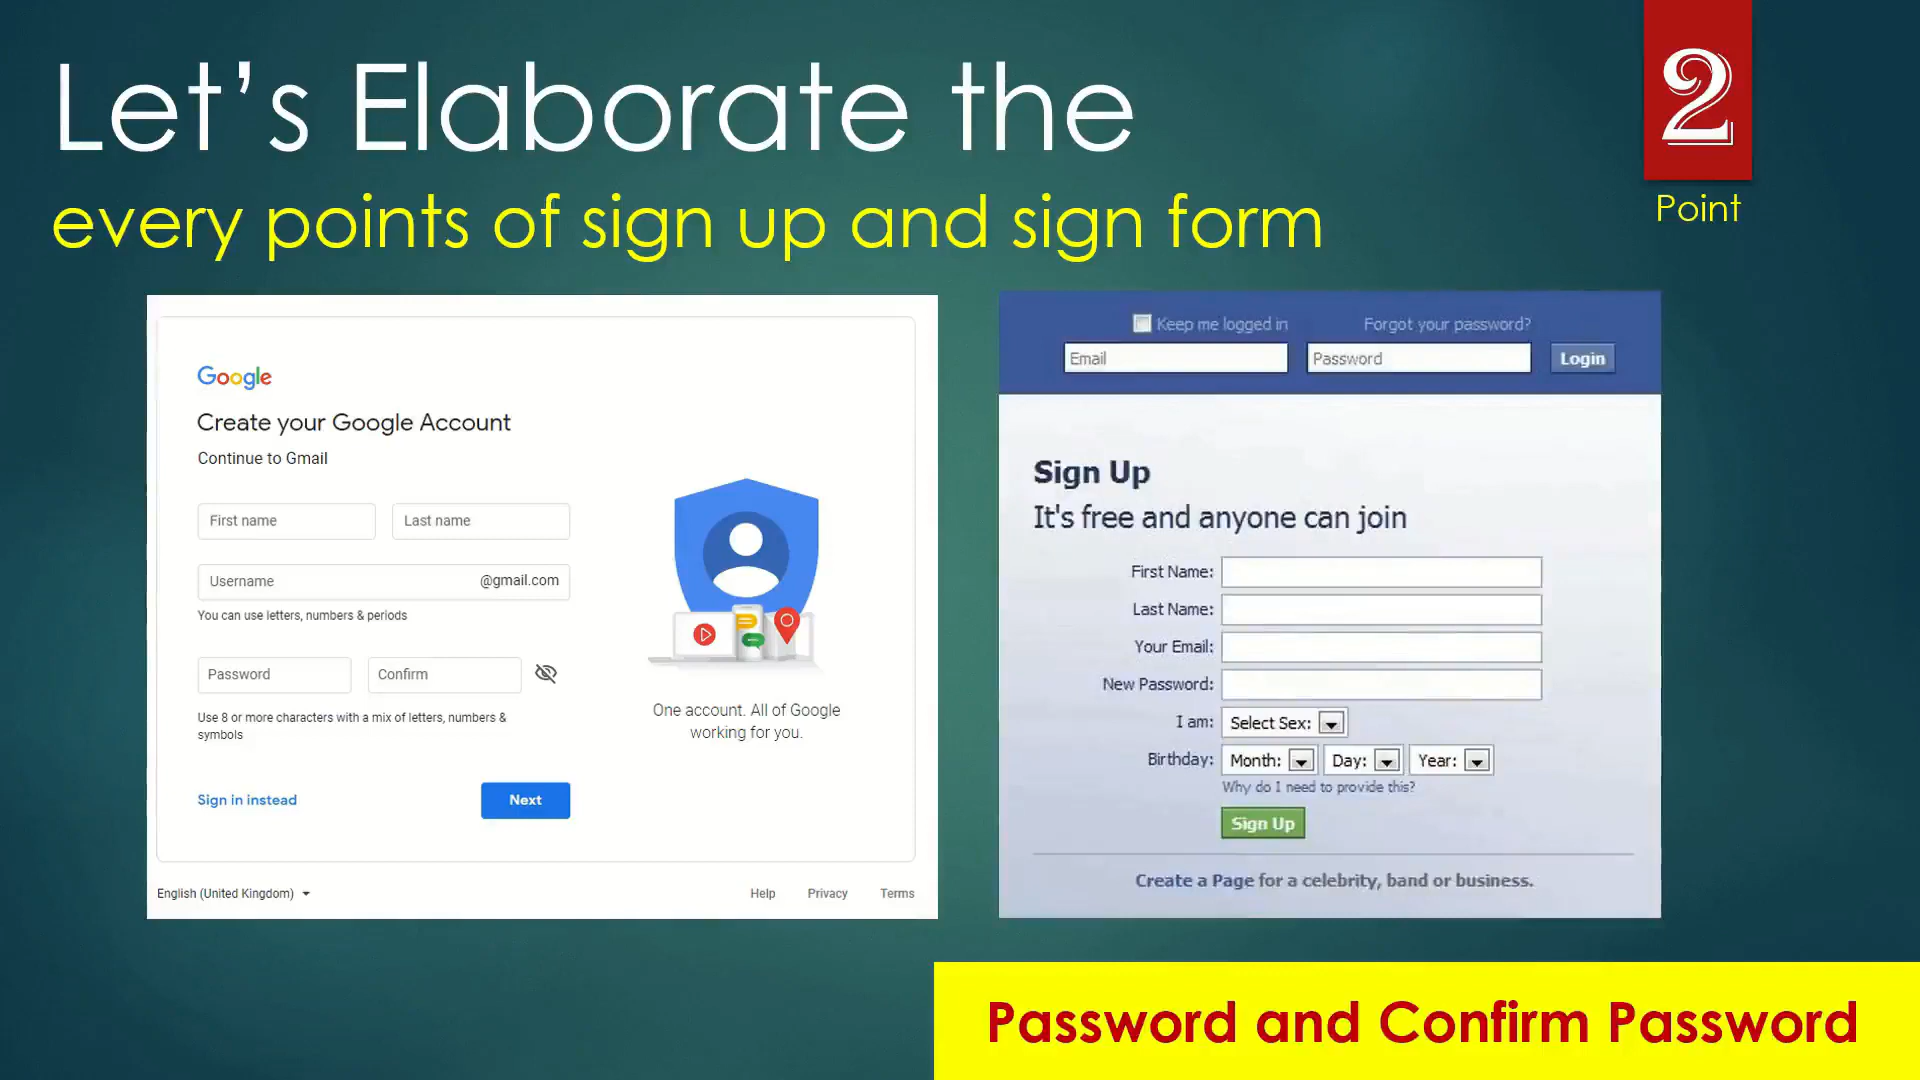 Let's Elaborate the
every points of sign up and sign form
2
Point
Google
Create your Google Account
Continue to Gmail
First name Last name
Username @gmail.com
You can use letters, numbers & periods
Password Confirm
Use 8 or more characters with a mix of letters, numbers &
symbols
Sign in instead Next
One account. All of Google
working for you.
English (United Kingdom) Help Privacy Terms
Keep me logged in Forgot your password?
Email Password Login
Sign Up
It's free and anyone can join
First Name:
Last Name:
Your Email:
New Password:
I am: Select Sex:
Birthday: Month: Day: Year:
Why do I need to provide this?
Sign Up
Create a Page for a celebrity, band or business.
Password and Confirm Password